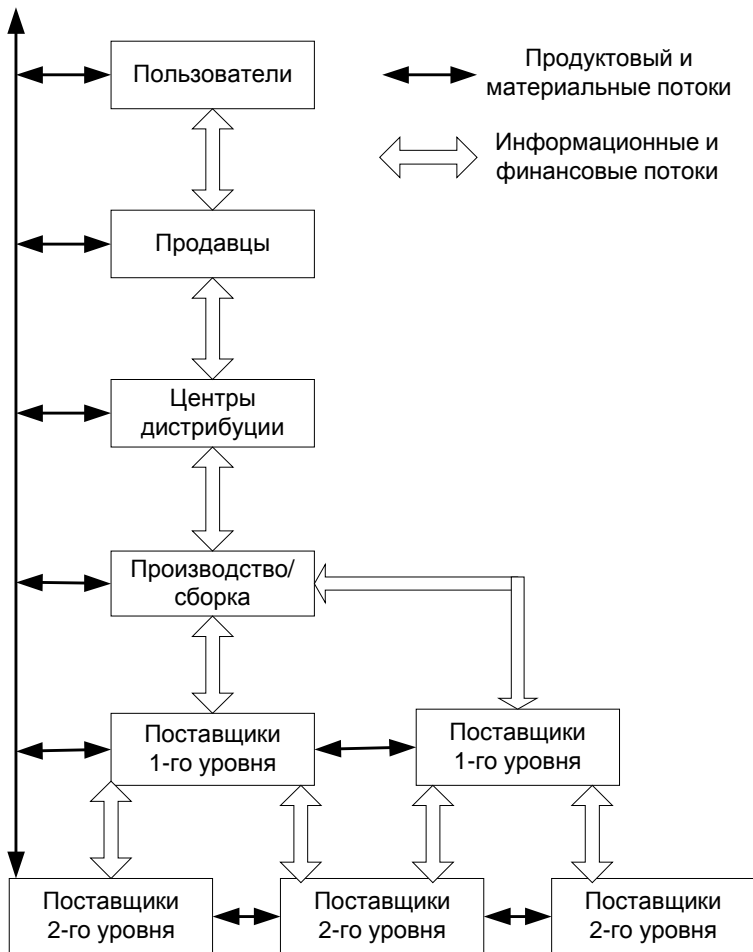 Пользователи
Продуктовый и
материальные потоки
Информационные и
финансовые потоки
Продавцы
Центры
дистрибуции
Производство/
сборка
Поставщики
1-го уровня
Поставщики
1-го уровня
Поставщики
2-го уровня
Поставщики
2-го уровня
Поставщики
2-го уровня